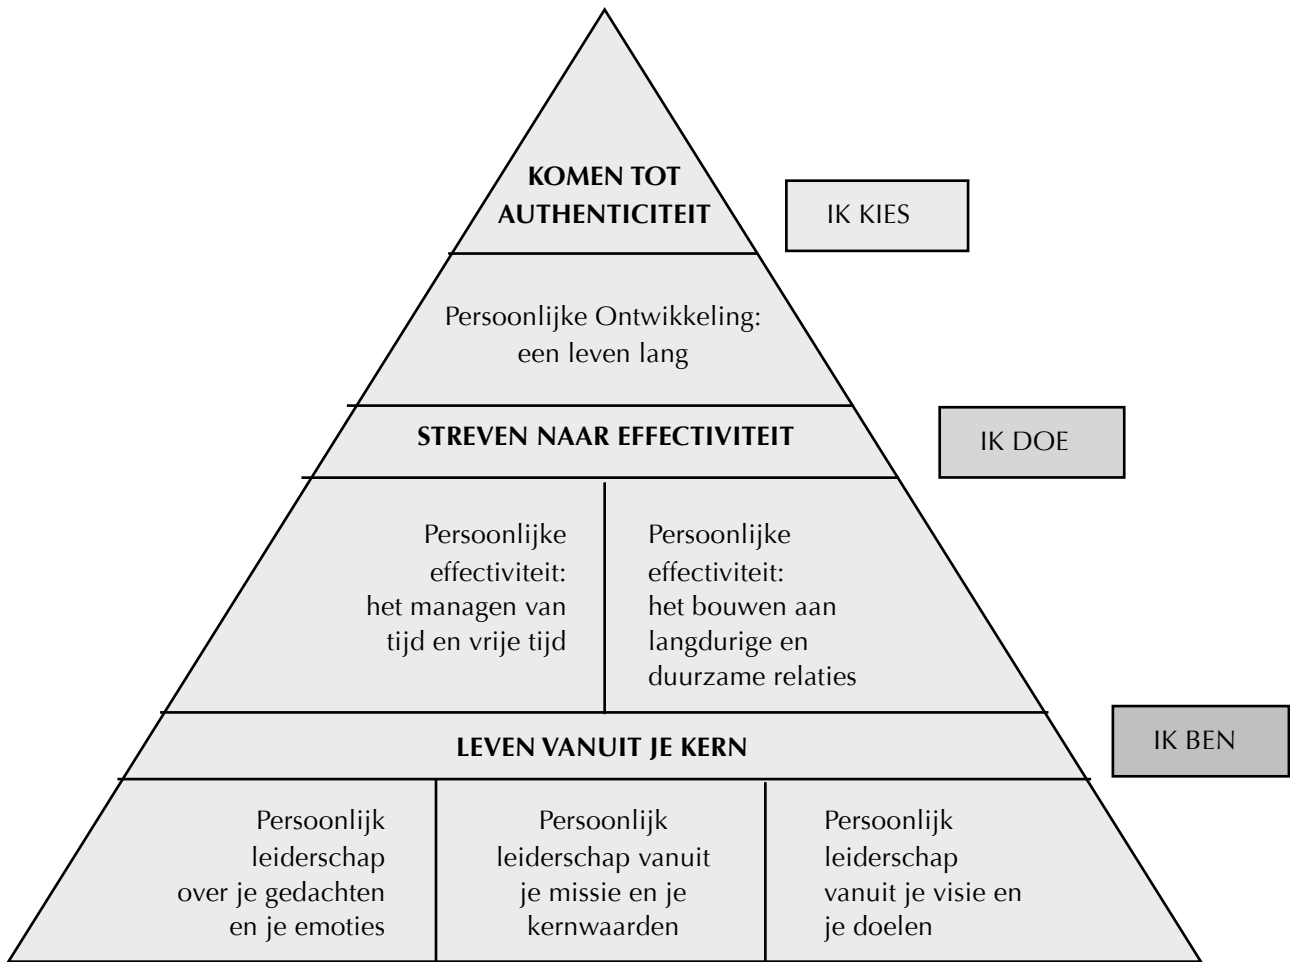 KOMEN TOT
AUTHENTICITEIT
IK KIES
Persoonlijke Ontwikkeling:
een leven lang
STREVEN NAAR EFFECTIVITEIT
IK DOE
Persoonlijke
effectiviteit:
het managen van
tijd en vrije tijd
Persoonlijke
effectiviteit:
het bouwen aan
langdurige en
duurzame relaties
LEVEN VANUIT JE KERN
IK BEN
Persoonlijk
leiderschap
over je gedachten
en je emoties
Persoonlijk
leiderschap vanuit
je missie en je
kernwaarden
Persoonlijk
leiderschap
vanuit je visie en
je doelen